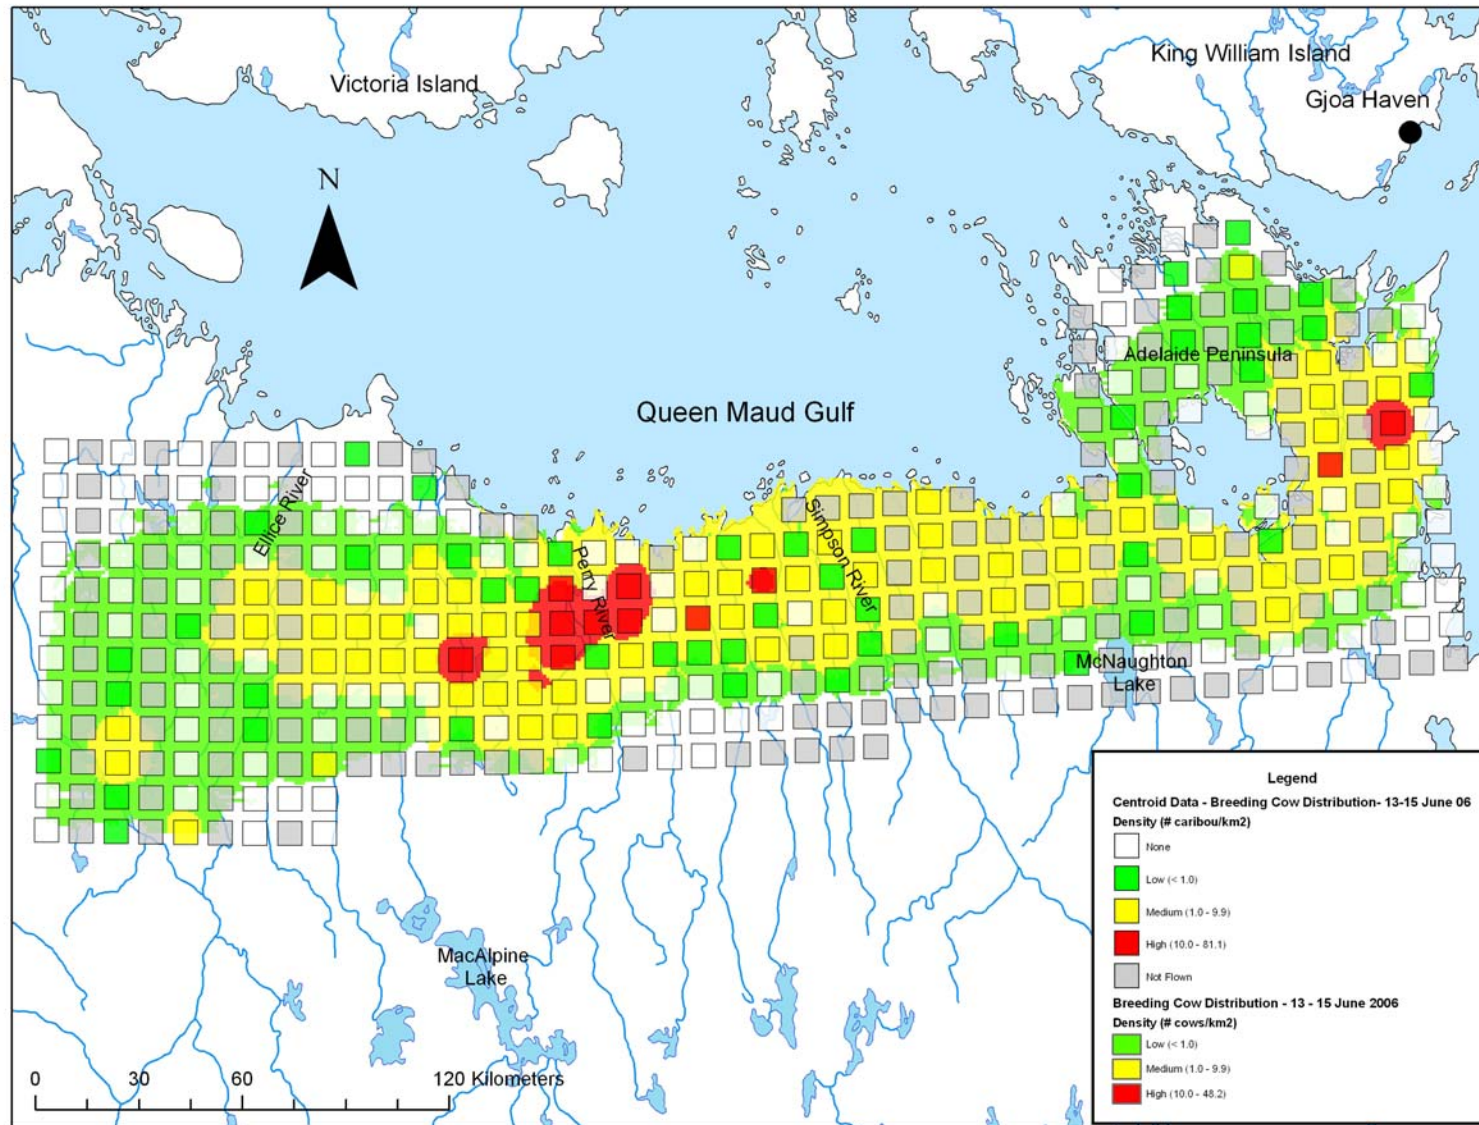 King William Island
Victoria Island
Gjoa Haven
N
Adelaide Peninsula
Queen Maud Gulf
Ellice River
Simpson River
Perry River
McNaughton
Lake
MacAlpine
Lake
0 30 60 120 Kilometers
Legend
Centroid Data - Breeding Cow Distribution- 13-15 June 06
Density (# caribou/km2)
None
Low (< 1.0)
Medium (1.0 - 9.9)
High (10.0 - 81.1)
Not Flown
Breeding Cow Distribution - 13 - 15 June 2006
Density (# cows/km2)
Low (< 1.0)
Medium (1.0 - 9.9)
High (10.0 - 48.2)